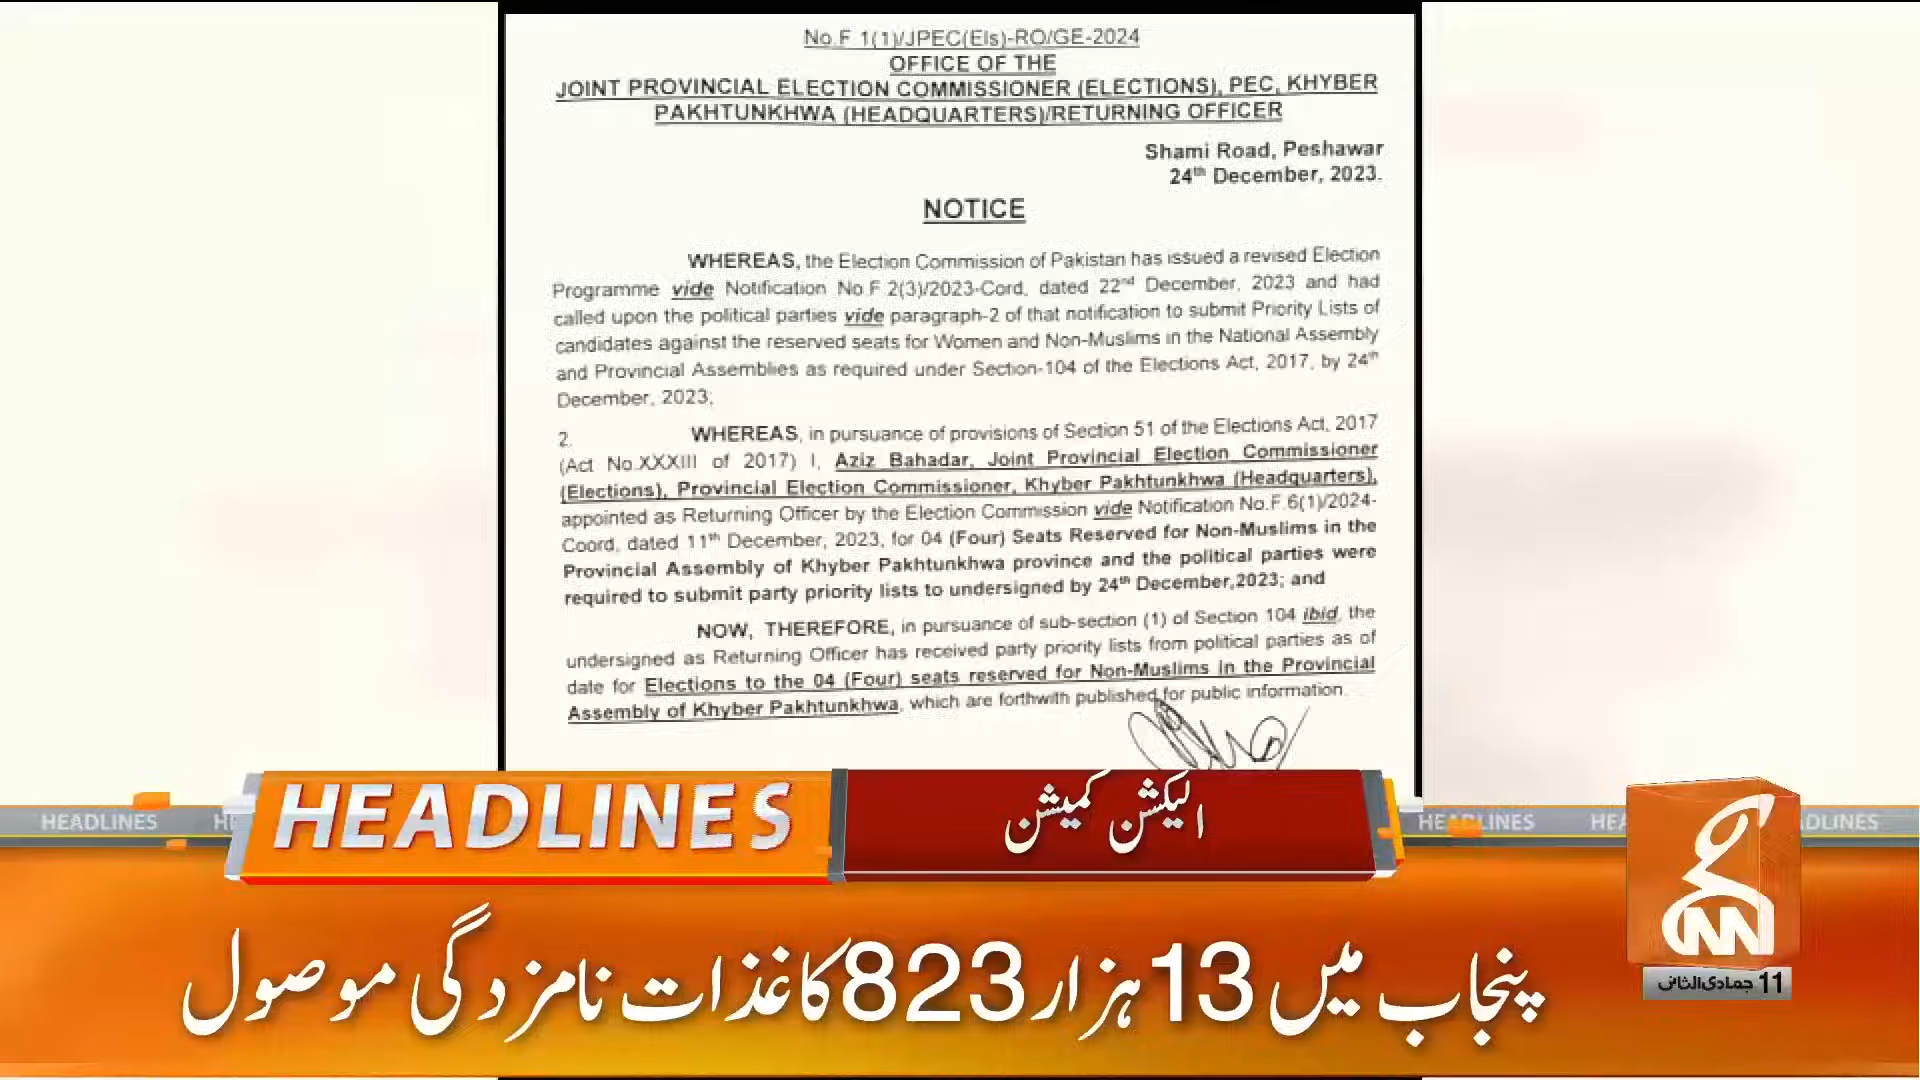 No.F 1(1)/JPEC(Els)-RO/GE-2024
OFFICE OF THE
JOINT PROVINCIAL ELECTION COMMISSIONER (ELECTIONS), PEC, KHYBER
PAKHTUNKHWA (HEADQUARTERS)/RETURNING OFFICER
Shami Road, Peshawar
24th December, 2023.
NOTICE
WHEREAS, the Election Commission of Pakistan has issued a revised Election
Programme vide Notification No.F.2(3)/2023-Cord, dated 22nd December, 2023 and had
called upon the political parties vide paragraph-2 of that notification to submit Priority Lists of
candidates against the reserved seats for Women and Non-Muslims in the National Assembly
and Provincial Assemblies as required under Section-104 of the Elections Act, 2017, by 24th
December, 2023;
2. WHEREAS, in pursuance of provisions of Section 51 of the Elections Act, 2017
(Act No.XXXIII of 2017) I, Aziz Bahadar, Joint Provincial Election Commissioner
(Elections), Provincial Election Commissioner, Khyber Pakhtunkhwa (Headquarters),
appointed as Returning Officer by the Election Commission vide Notification No.F.6(1)/2024-
Coord, dated 11th December, 2023, for 04 (Four) Seats Reserved for Non-Muslims in the
Provincial Assembly of Khyber Pakhtunkhwa province and the political parties were
required to submit party priority lists to undersigned by 24th December,2023; and
NOW, THEREFORE, in pursuance of sub-section (1) of Section 104 ibid, the
undersigned as Returning Officer has received party priority lists from political parties as of
date for Elections to the 04 (Four) seats reserved for Non-Muslims in the Provincial
Assembly of Khyber Pakhtunkhwa, which are forthwith published for public information.
HEADLINES
الیکشن کمیشن
HEADLINES
HEADLINES
GNN
پنجاب میں 13 ہزار 823 کاغذات نامزدگی موصول
11 جمادی الثانی